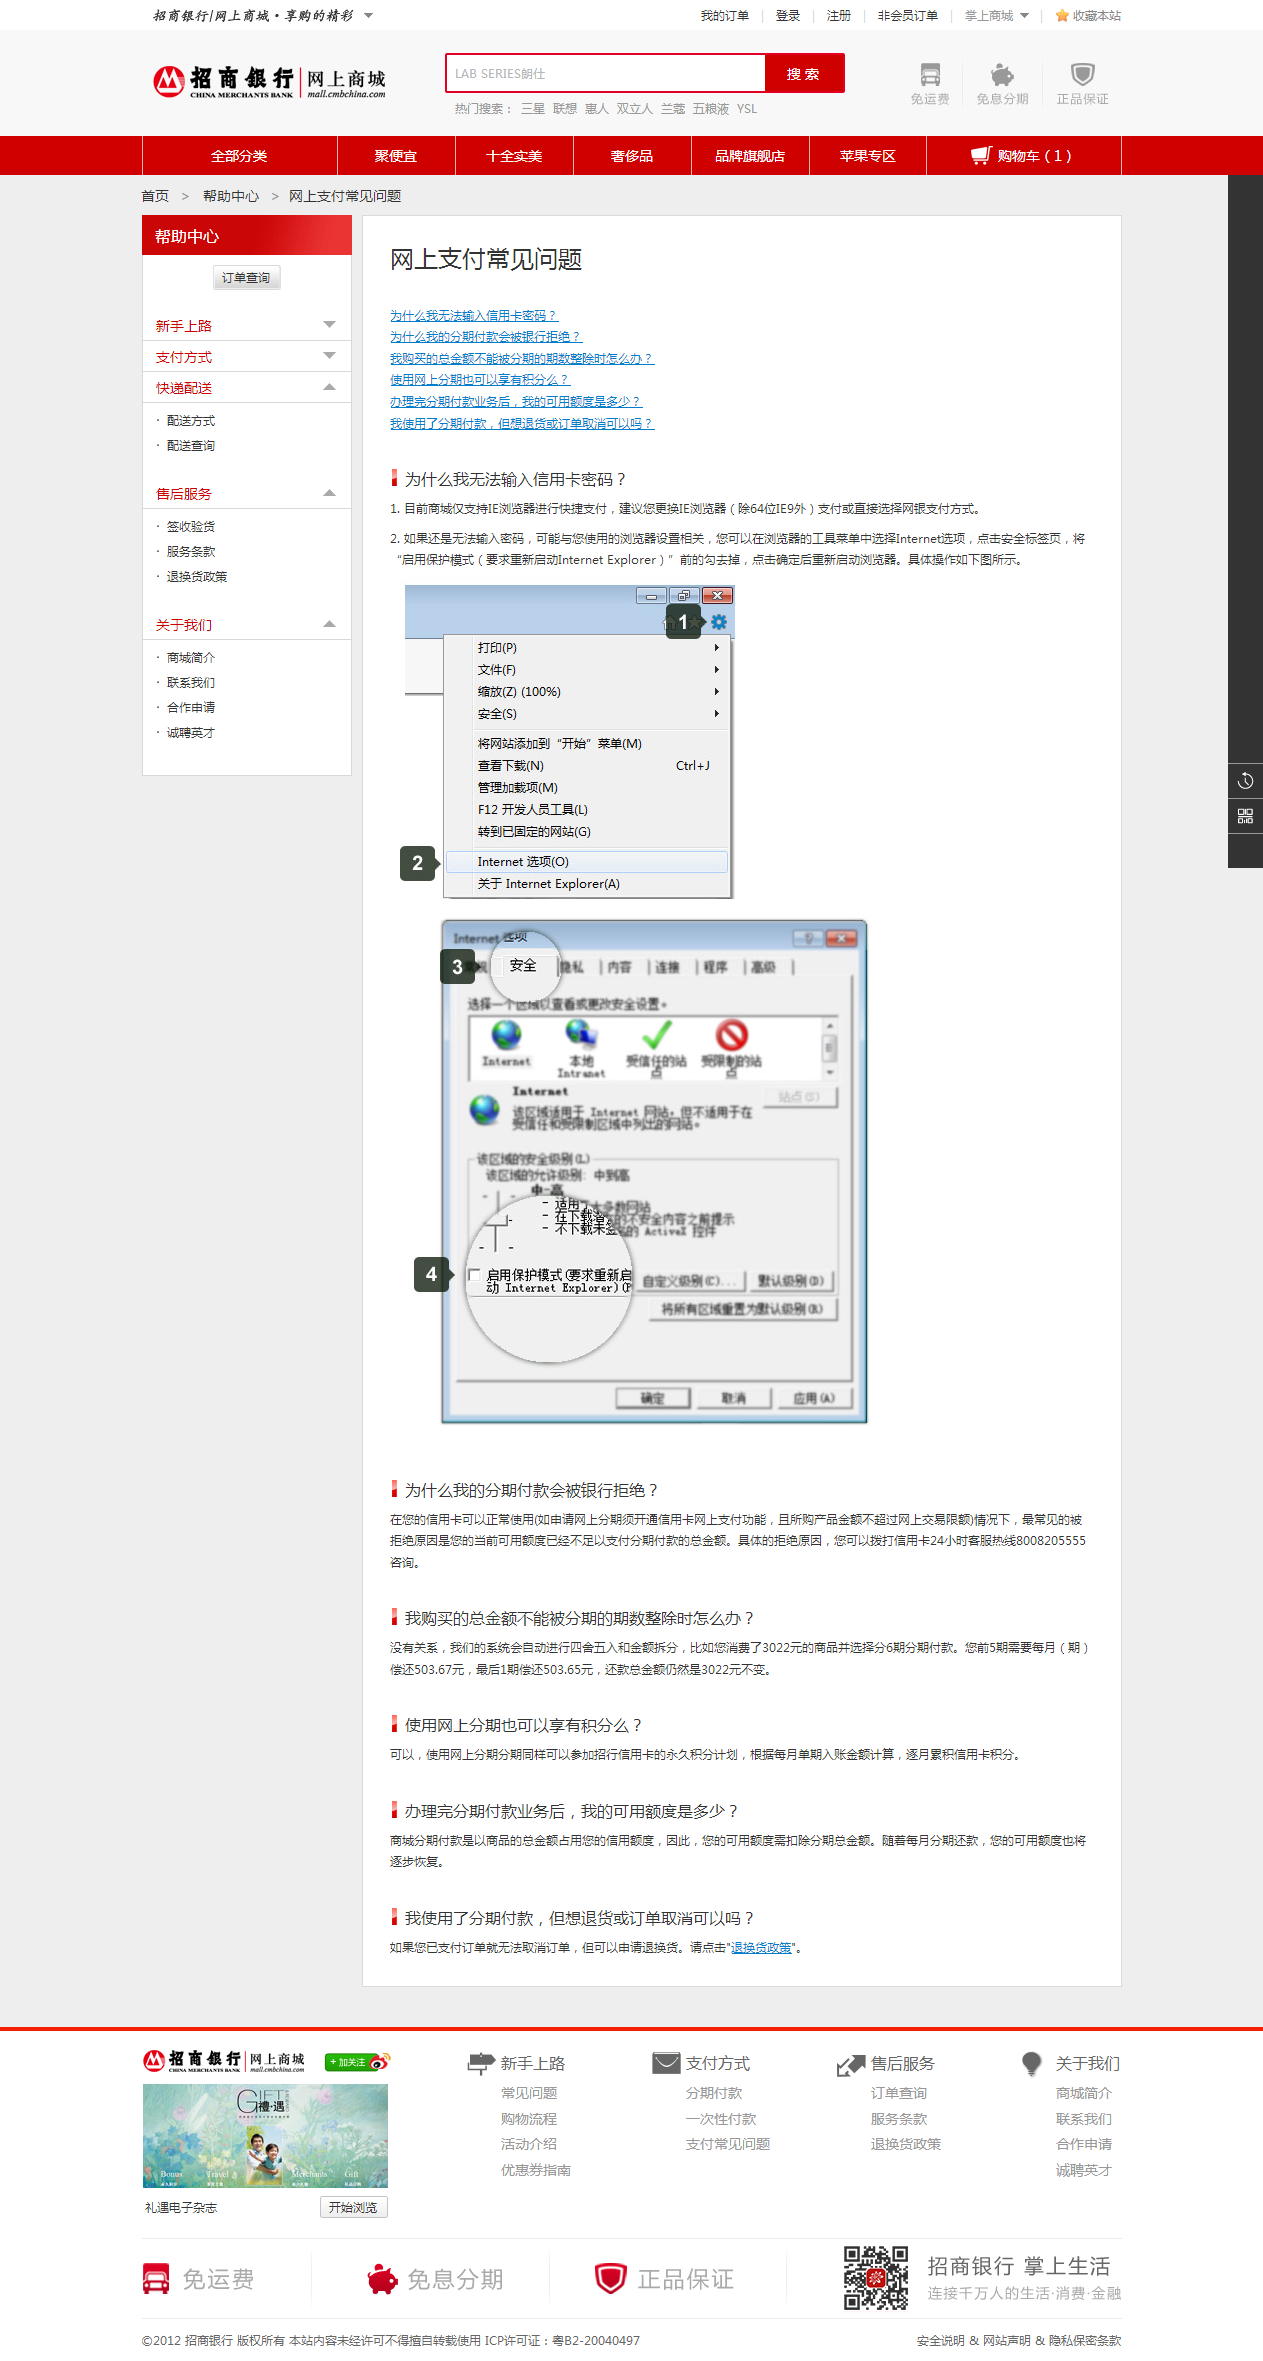 招商银行|网上商城·享购的精彩
我的订单 | 登录 | 注册 | 非会员订单 | 掌上商城 | 收藏本站
招商银行 网上商城
CHINA MERCHANTS BANK mall.cmbchina.com
LAB SERIES朗仕 搜 索
热门搜索： 三星 联想 惠人 双立人 兰蔻 五粮液 YSL
免运费 免息分期 正品保证
全部分类 聚便宜 十全实美 奢侈品 品牌旗舰店 苹果专区 购物车（1）
首页 > 帮助中心 > 网上支付常见问题
帮助中心
订单查询
新手上路
支付方式
快递配送
· 配送方式
· 配送查询
售后服务
· 签收验货
· 服务条款
· 退换货政策
关于我们
· 商城简介
· 联系我们
· 合作申请
· 诚聘英才
网上支付常见问题
为什么我无法输入信用卡密码？
为什么我的分期付款会被银行拒绝？
我购买的总金额不能被分期的期数整除时怎么办？
使用网上分期也可以享有积分么？
办理完分期付款业务后，我的可用额度是多少？
我使用了分期付款，但想退货或订单取消可以吗？
为什么我无法输入信用卡密码？
1. 目前商城仅支持IE浏览器进行快捷支付，建议您更换IE浏览器（除64位IE9外）支付或直接选择网银支付方式。
2. 如果还是无法输入密码，可能与您使用的浏览器设置相关，您可以在浏览器的工具菜单中选择Internet选项，点击安全标签页，将
“启用保护模式（要求重新启动Internet Explorer）”前的勾去掉，点击确定后重新启动浏览器。具体操作如下图所示。
1
打印(P)
文件(F)
缩放(Z) (100%)
安全(S)
将网站添加到“开始”菜单(M)
查看下载(N) Ctrl+J
管理加载项(M)
F12 开发人员工具(L)
转到已固定的网站(G)
2
Internet 选项(O)
关于 Internet Explorer(A)
Internet 选项
3
安全 隐私 内容 连接 程序 高级
选择一个区域以查看或更改安全设置。
Internet 本地 Intranet 受信任的站点 受限制的站点
Internet
站点(S)
该区域适用于 Internet 网站，但不适用于在
受信任和受限制区域中列出的网站。
该区域的安全级别(L)
该区域的允许级别: 中到高
中-高
- 适用于大多数网站
- 在下载潜在的不安全内容之前提示
- 不下载未签名的 ActiveX 控件
4
启用保护模式(要求重新启
动 Internet Explorer)(P
自定义级别(C)... 默认级别(D)
将所有区域重置为默认级别(R)
确定 取消 应用(A)
为什么我的分期付款会被银行拒绝？
在您的信用卡可以正常使用(如申请网上分期须开通信用卡网上支付功能，且所购产品金额不超过网上交易限额)情况下，最常见的被
拒绝原因是您的当前可用额度已经不足以支付分期付款的总金额。具体的拒绝原因，您可以拨打信用卡24小时客服热线8008205555
咨询。
我购买的总金额不能被分期的期数整除时怎么办？
没有关系，我们的系统会自动进行四舍五入和金额拆分，比如您消费了3022元的商品并选择分6期分期付款。您前5期需要每月（期）
偿还503.67元，最后1期偿还503.65元，还款总金额仍然是3022元不变。
使用网上分期也可以享有积分么？
可以，使用网上分期分期同样可以参加招行信用卡的永久积分计划，根据每月单期入账金额计算，逐月累积信用卡积分。
办理完分期付款业务后，我的可用额度是多少？
商城分期付款是以商品的总金额占用您的信用额度，因此，您的可用额度需扣除分期总金额。随着每月分期还款，您的可用额度也将
逐步恢复。
我使用了分期付款，但想退货或订单取消可以吗？
如果您已支付订单就无法取消订单，但可以申请退换货。请点击"退换货政策"。
招商银行 网上商城
CHINA MERCHANTS BANK mall.cmbchina.com
+加关注
GIFT
禮·遇
Bonus Travel Merchants Gift
礼遇电子杂志 开始浏览
新手上路
常见问题
购物流程
活动介绍
优惠券指南
支付方式
分期付款
一次性付款
支付常见问题
售后服务
订单查询
服务条款
退换货政策
关于我们
商城简介
联系我们
合作申请
诚聘英才
免运费 免息分期 正品保证
招商银行 掌上生活
连接千万人的生活·消费·金融
©2012 招商银行 版权所有 本站内容未经许可不得擅自转载使用 ICP许可证：粤B2-20040497
安全说明 & 网站声明 & 隐私保密条款